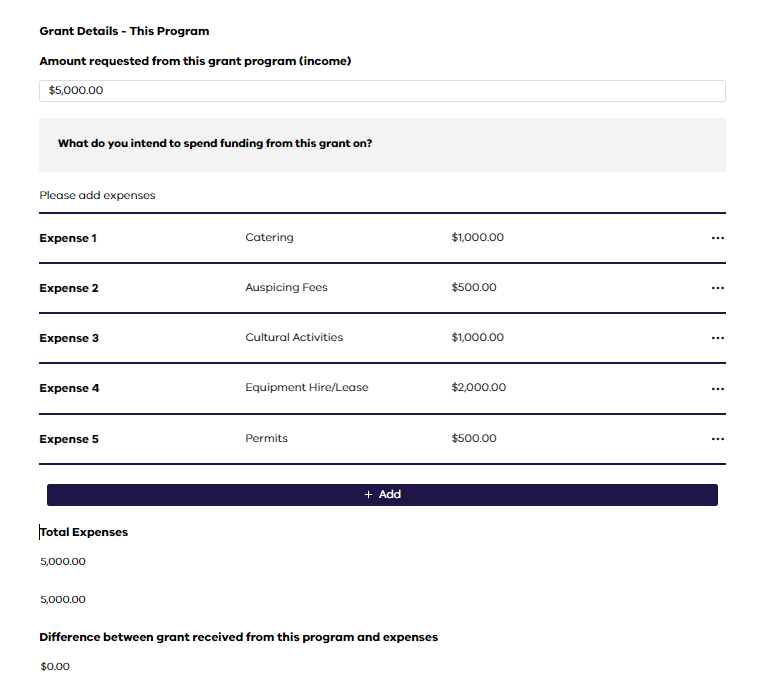 Grant Details - This Program
Amount requested from this grant program (income)
$5,000.00
What do you intend to spend funding from this grant on?
Please add expenses
Expense 1 Catering $1,000.00 ...
Expense 2 Auspicing Fees $500.00 ...
Expense 3 Cultural Activities $1,000.00 ...
Expense 4 Equipment Hire/Lease $2,000.00 ...
Expense 5 Permits $500.00 ...
+ Add
Total Expenses
5,000.00
5,000.00
Difference between grant received from this program and expenses
$0.00